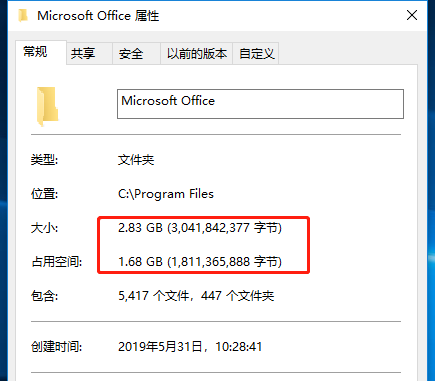 Microsoft Office 属性
常规 共享 安全 以前的版本 自定义
Microsoft Office
类型: 文件夹
位置: C:\Program Files
大小: 2.83 GB (3,041,842,377 字节)
占用空间: 1.68 GB (1,811,365,888 字节)
包含: 5,417 个文件，447 个文件夹
创建时间: 2019年5月31日，10:28:41